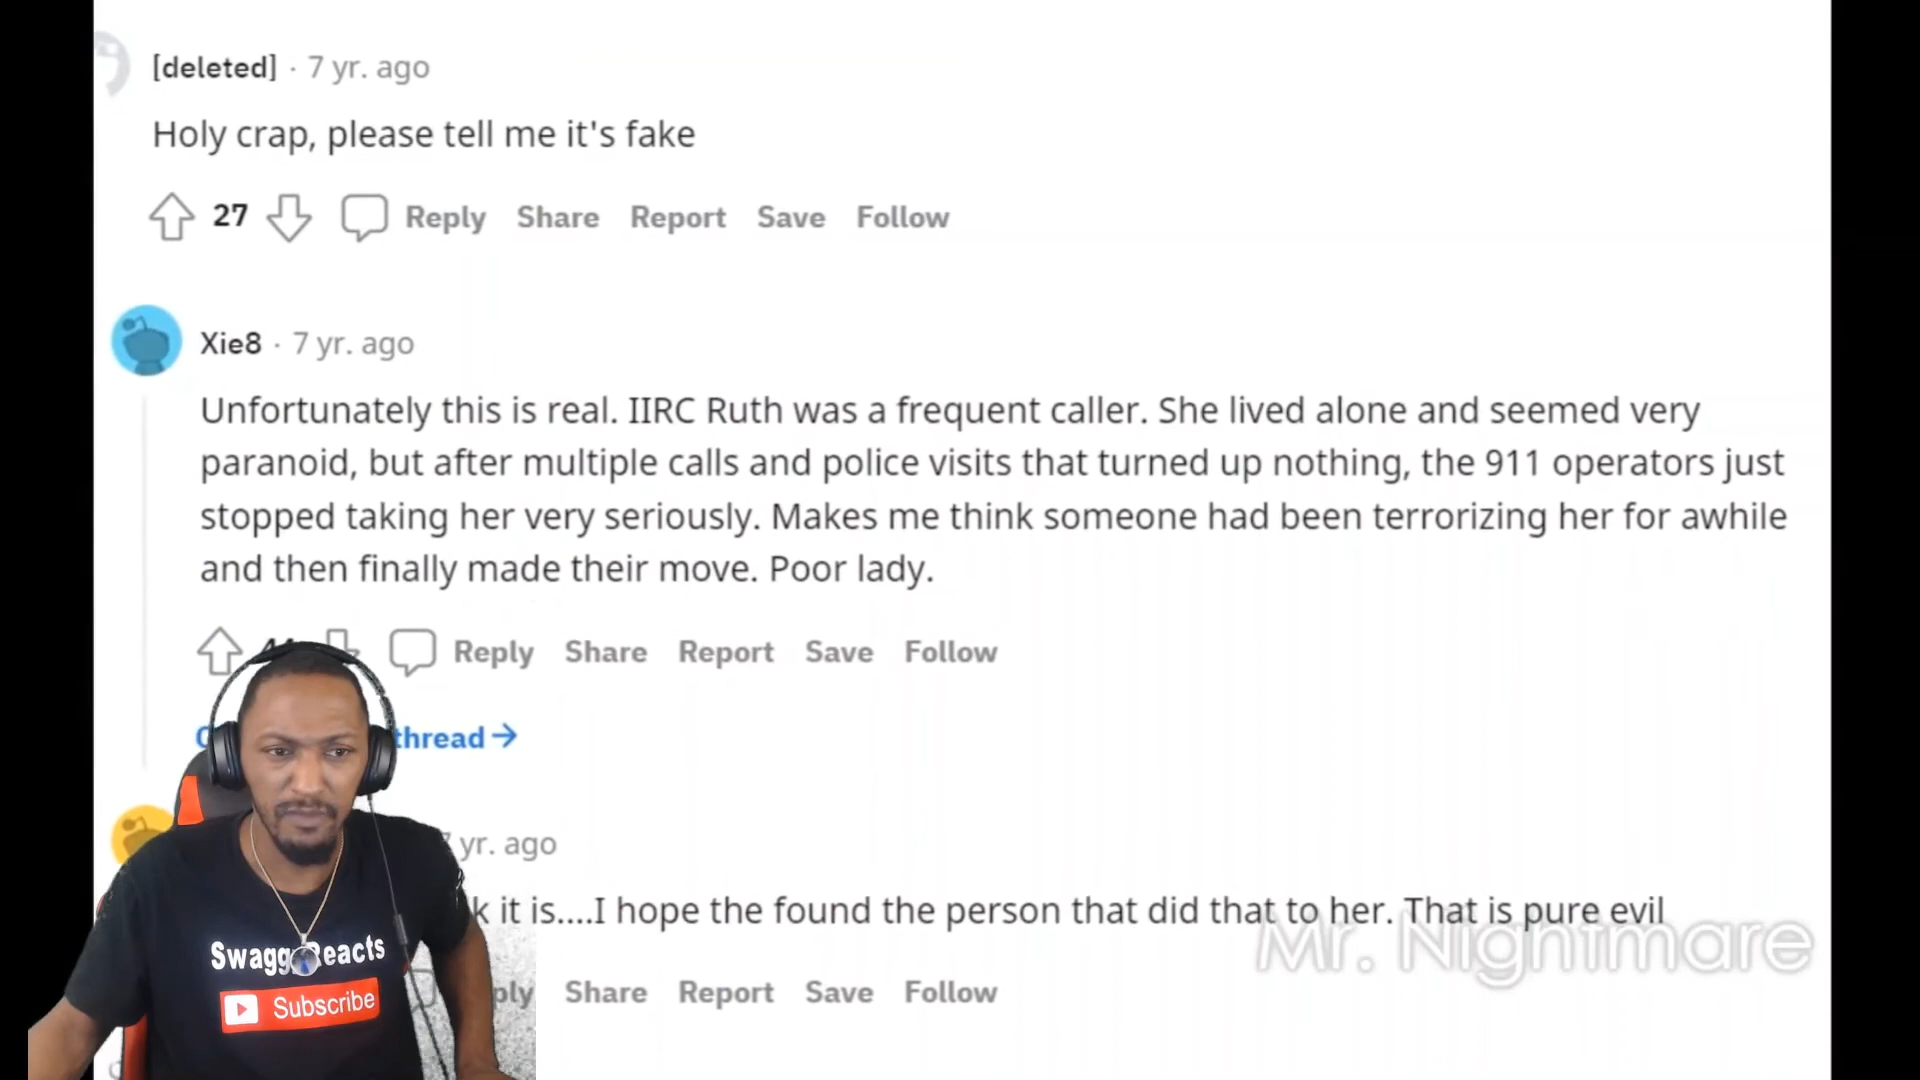 [deleted] · 7 yr. ago
Holy crap, please tell me it's fake
27 Reply Share Report Save Follow
Xie8 · 7 yr. ago
Unfortunately this is real. IIRC Ruth was a frequent caller. She lived alone and seemed very
paranoid, but after multiple calls and police visits that turned up nothing, the 911 operators just
stopped taking her very seriously. Makes me think someone had been terrorizing her for awhile
and then finally made their move. Poor lady.
Reply Share Report Save Follow
thread
yr. ago
it is....I hope the found the person that did that to her. That is pure evil
Mr. Nightmare
Share Report Save Follow
Swagg Reacts
Subscribe